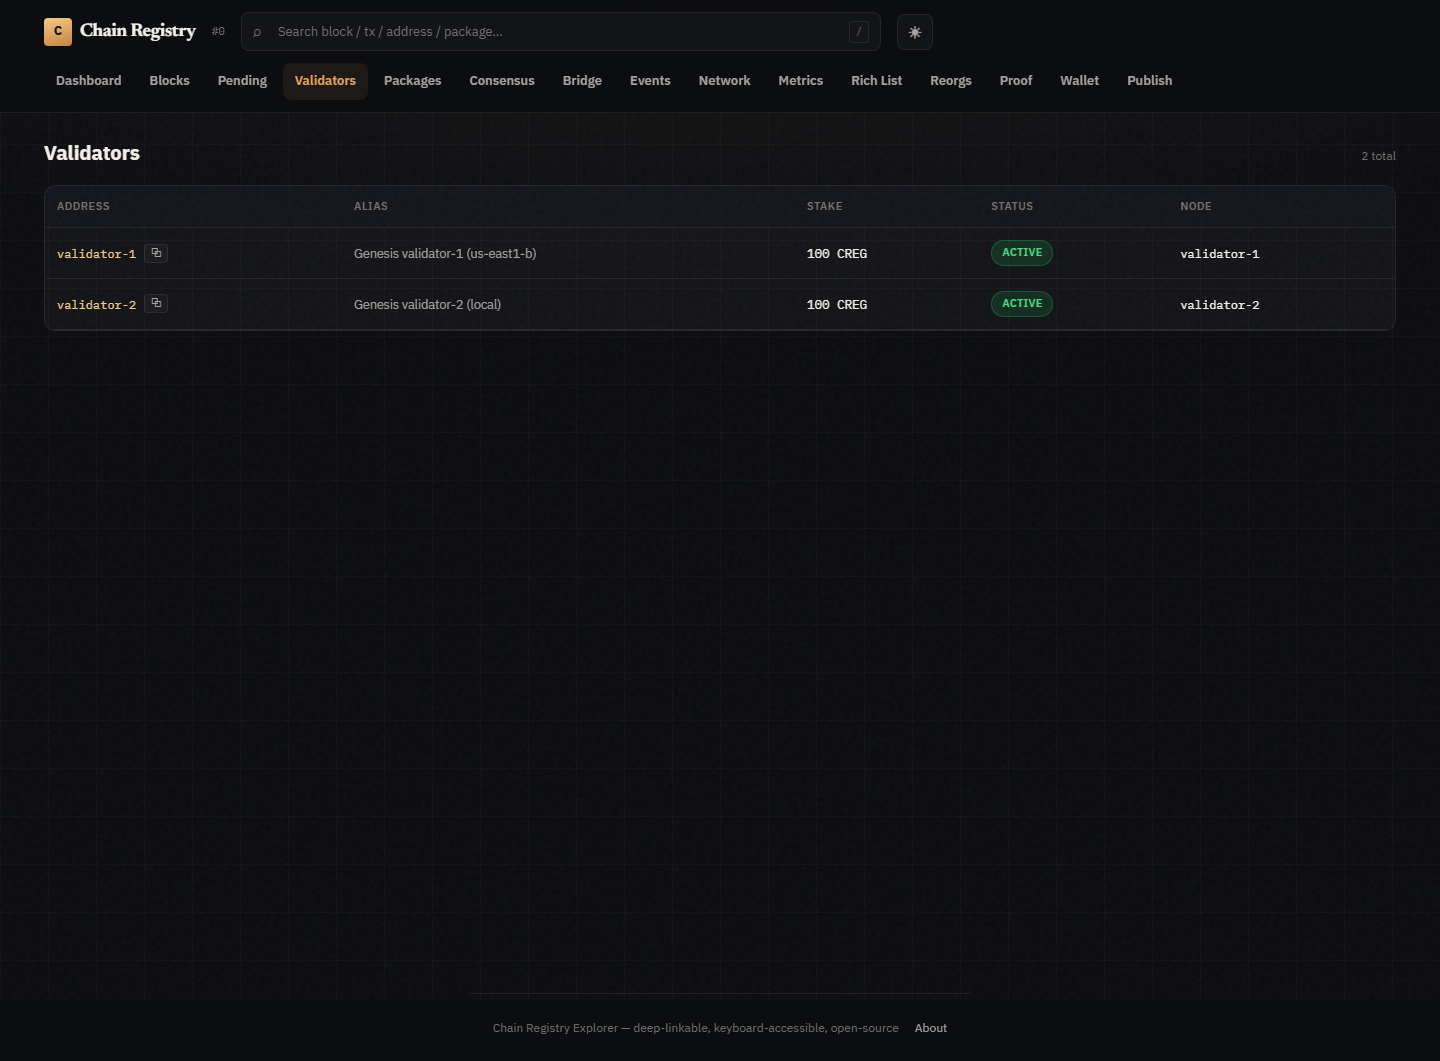 C Chain Registry #0 Search block / tx / address / package... /
Dashboard Blocks Pending Validators Packages Consensus Bridge Events Network Metrics Rich List Reorgs Proof Wallet Publish
Validators 2 total
ADDRESS ALIAS STAKE STATUS NODE
validator-1 Genesis validator-1 (us-east1-b) 100 CREG ACTIVE validator-1
validator-2 Genesis validator-2 (local) 100 CREG ACTIVE validator-2
Chain Registry Explorer — deep-linkable, keyboard-accessible, open-source About